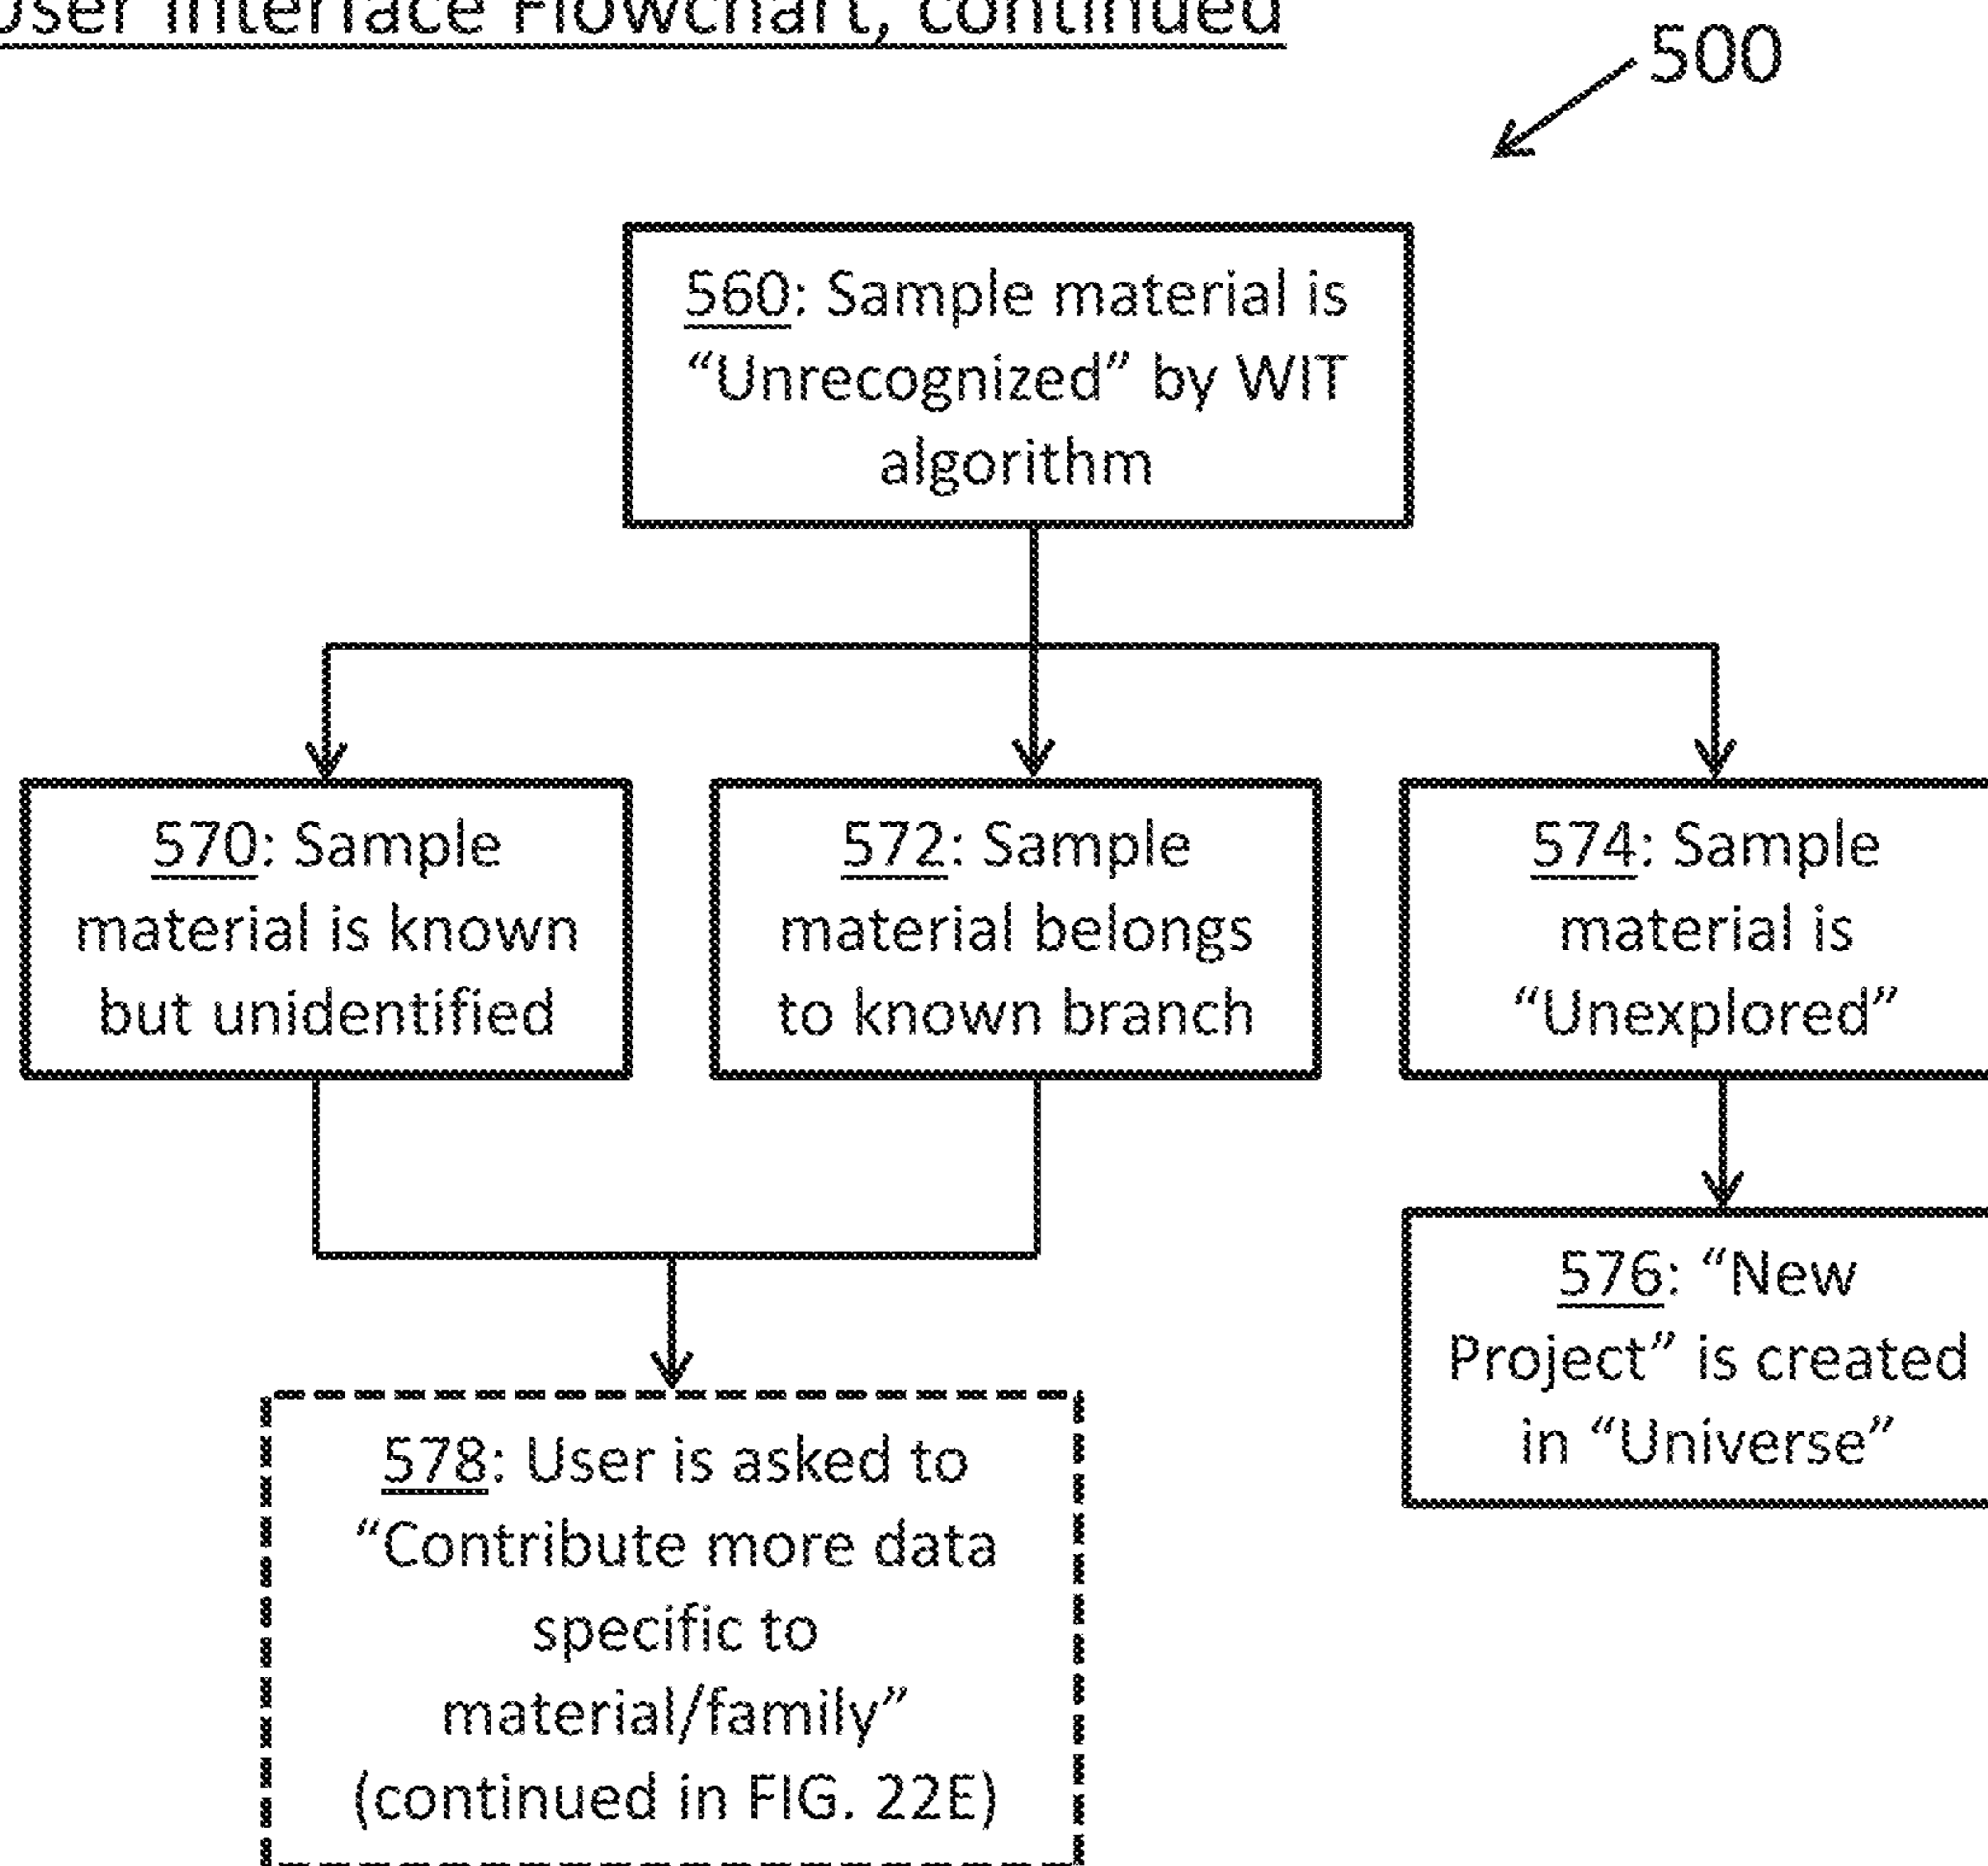 User Interface Flowchart, continued
500
560: Sample material is
“Unrecognized” by WIT
algorithm
570: Sample
material is known
but unidentified
572: Sample
material belongs
to known branch
574: Sample
material is
“Unexplored”
576: “New
Project” is created
in “Universe”
578: User is asked to
“Contribute more data
specific to
material/family”
(continued in FIG. 22E)